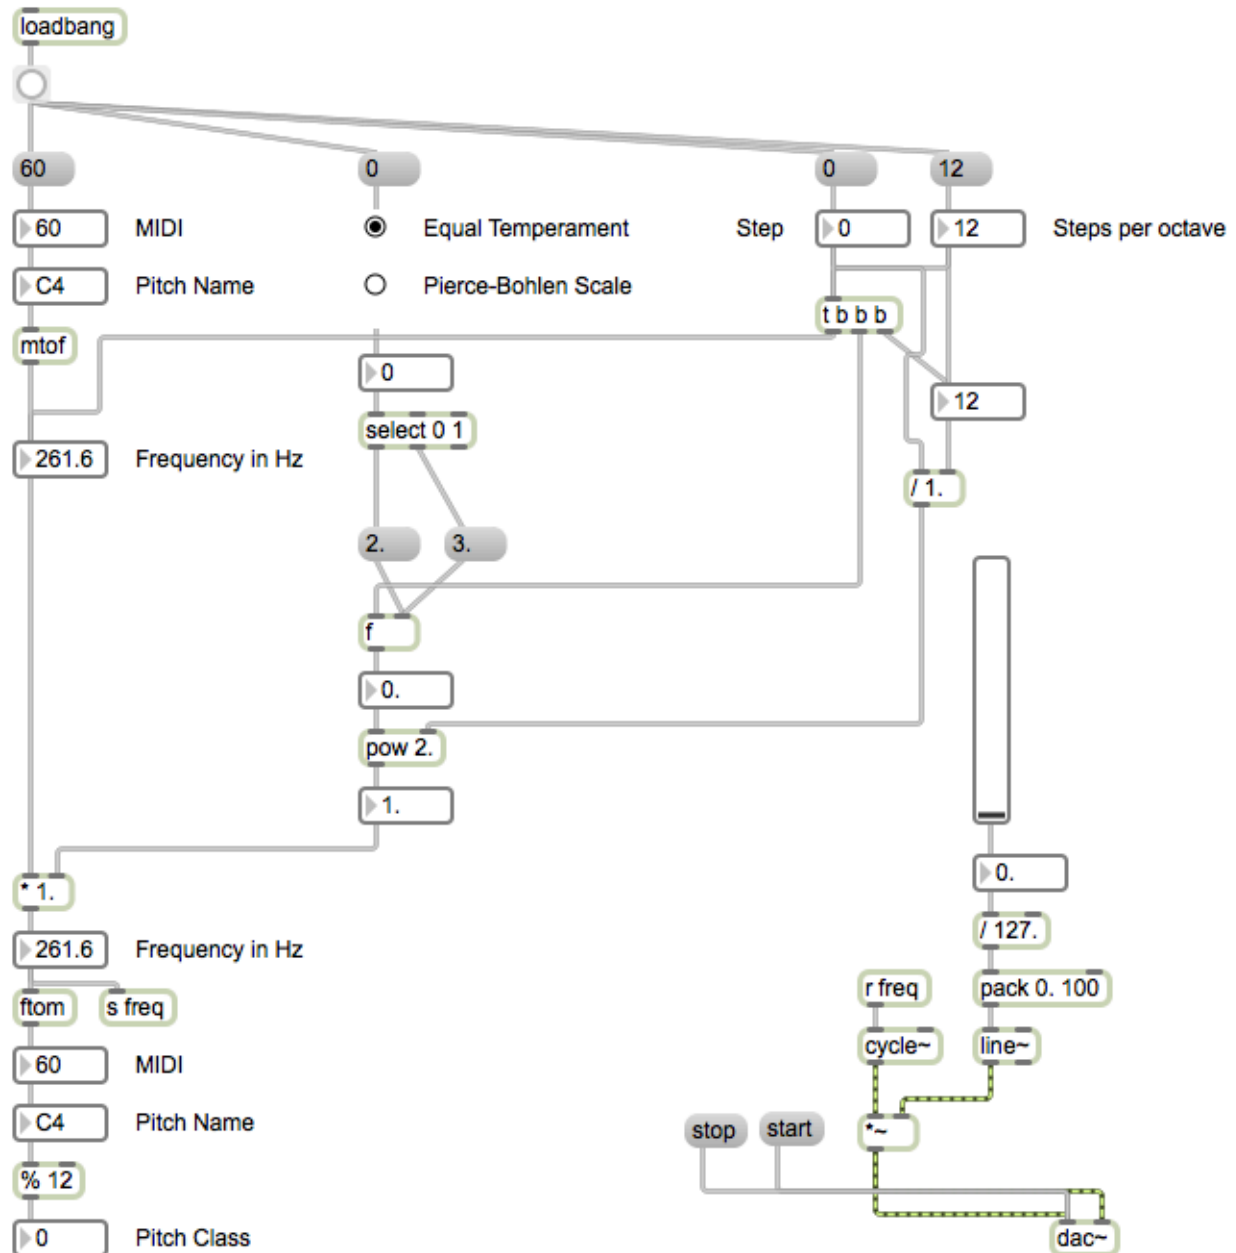 loadbang
60 0 0 12
60 MIDI Equal Temperament Step 0 12 Steps per octave
C4 Pitch Name Pierce-Bohlen Scale
t b b b
mtof
0
12
select 0 1
261.6 Frequency in Hz
/ 1.
2. 3.
f
0.
pow 2.
1.
0.
* 1.
/ 127.
261.6 Frequency in Hz
r freq pack 0. 100
ftom s freq
cycle~ line~
60 MIDI
C4 Pitch Name
stop start *~
% 12
0 Pitch Class dac~